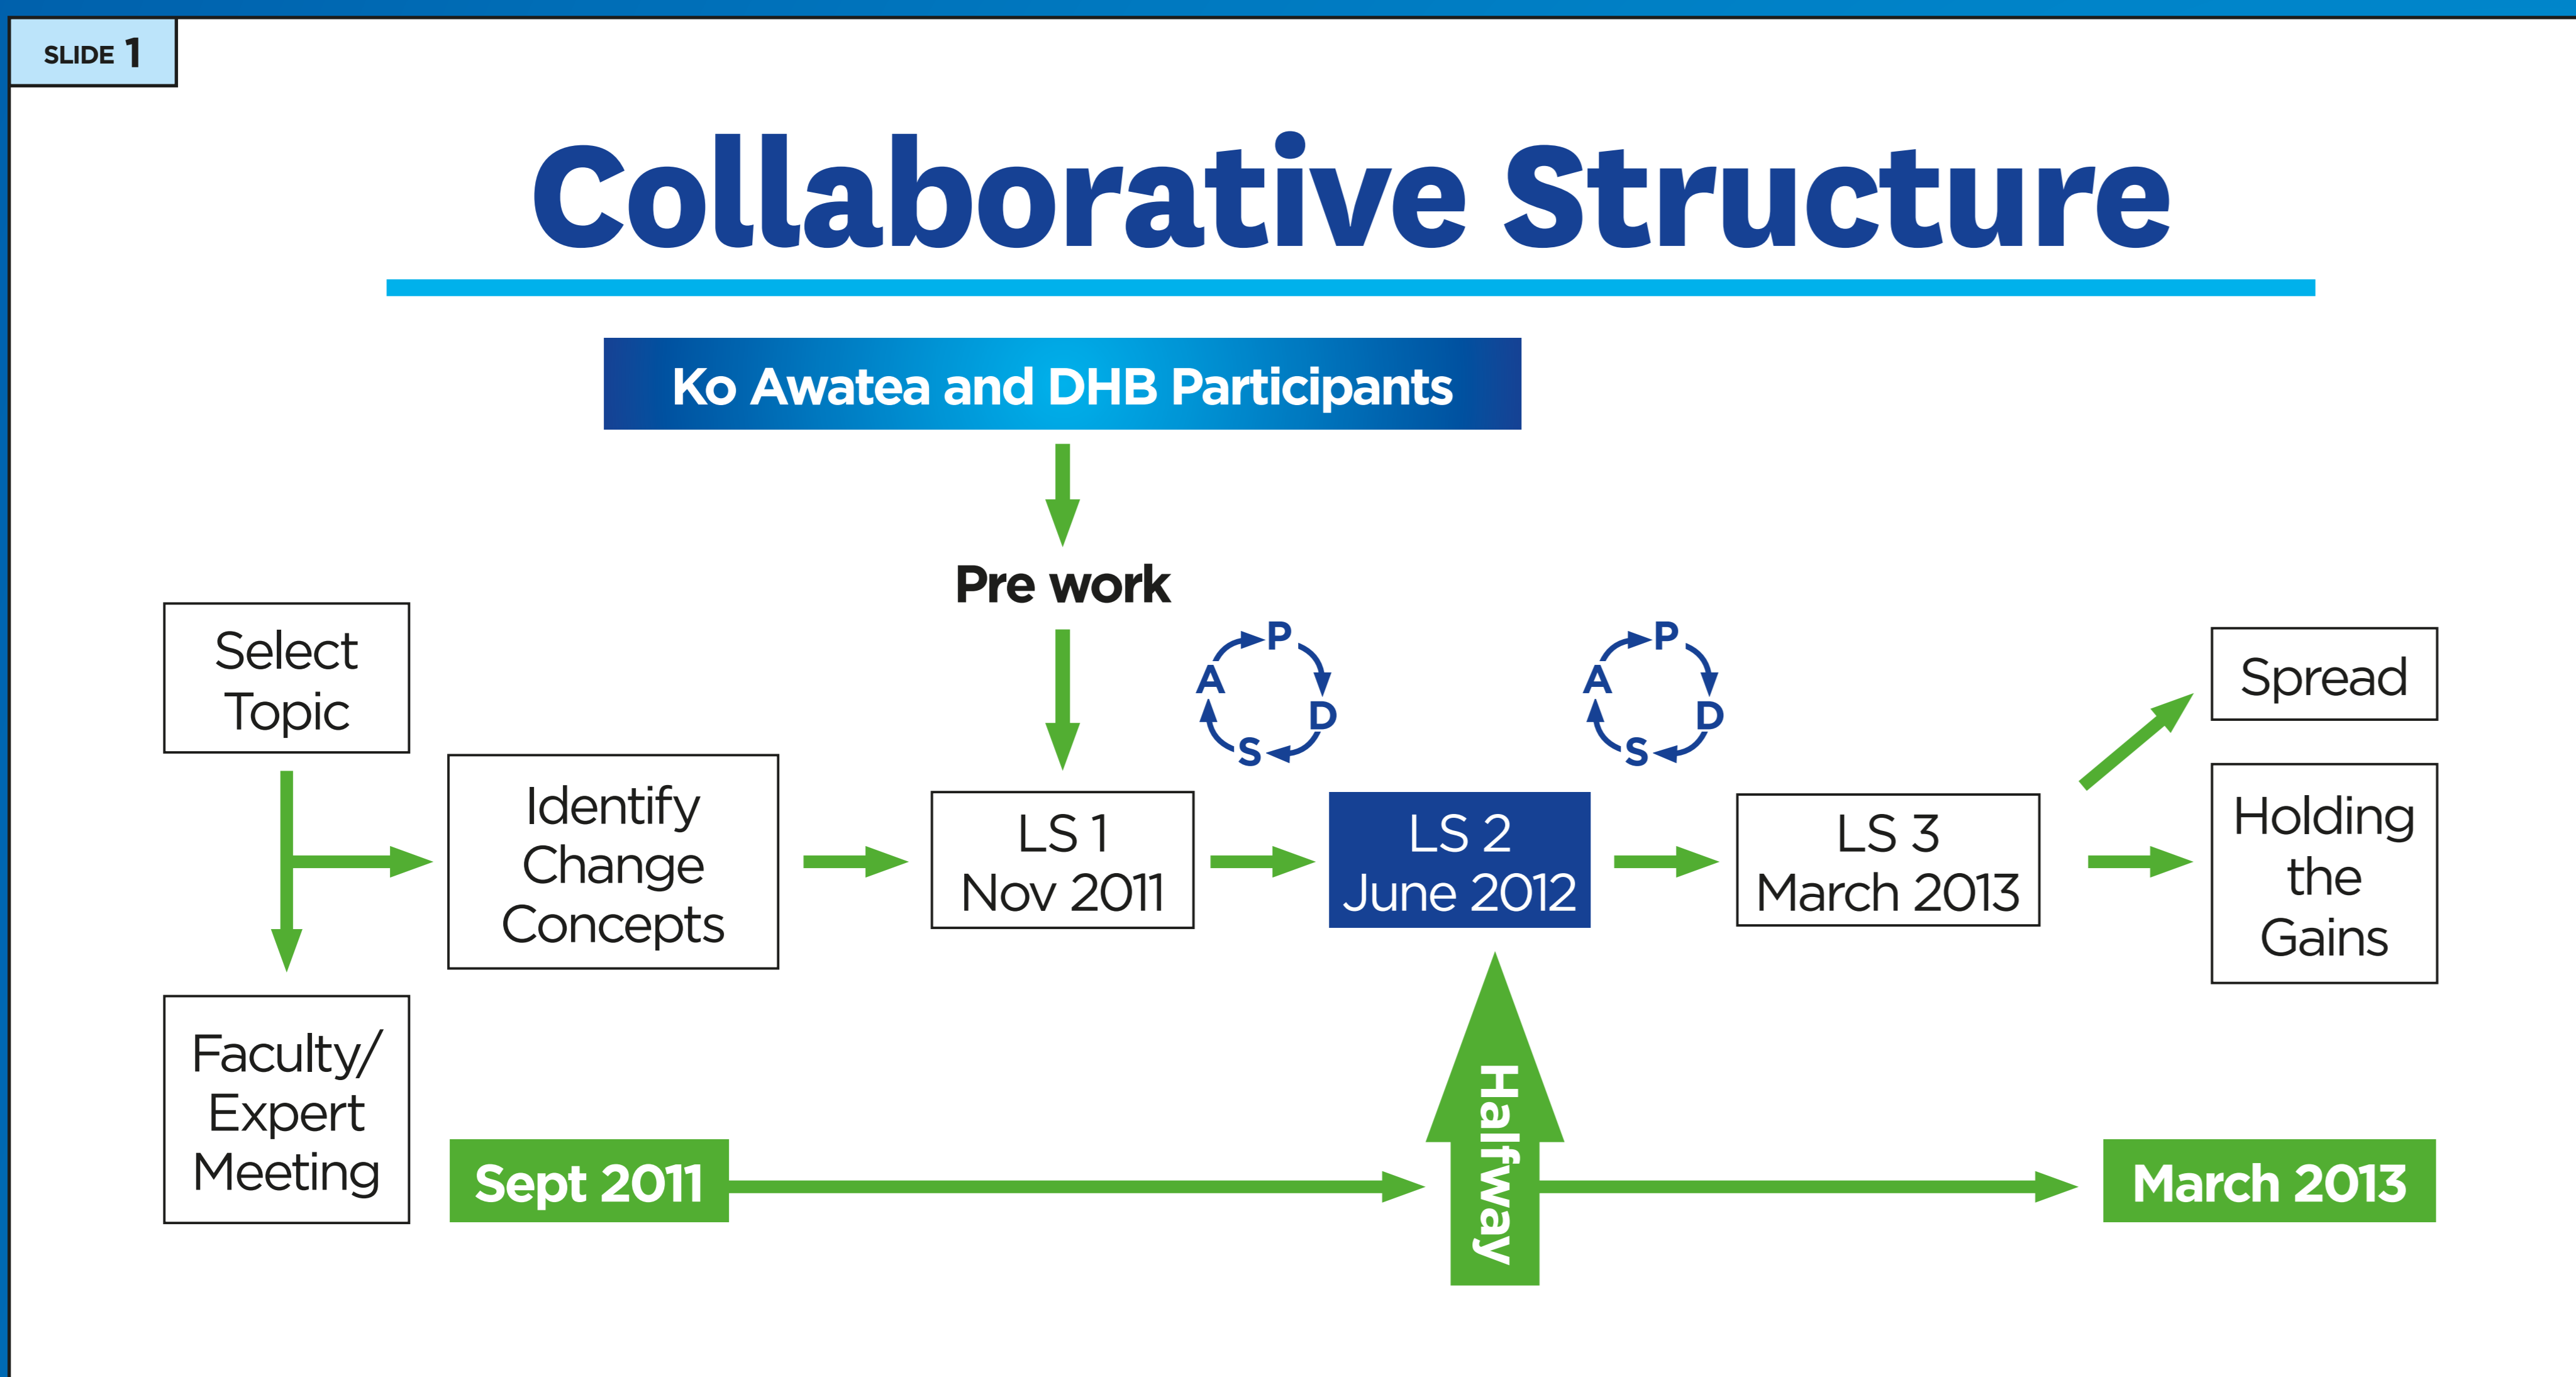 SLIDE 1
Collaborative Structure
Ko Awatea and DHB Participants
Pre work
Select
Topic
Identify
Change
Concepts
Faculty/
Expert
Meeting
LS 1
Nov 2011
P
D
S
A
LS 2
June 2012
P
D
S
A
LS 3
March 2013
Spread
Holding
the
Gains
Sept 2011
Halfway
March 2013